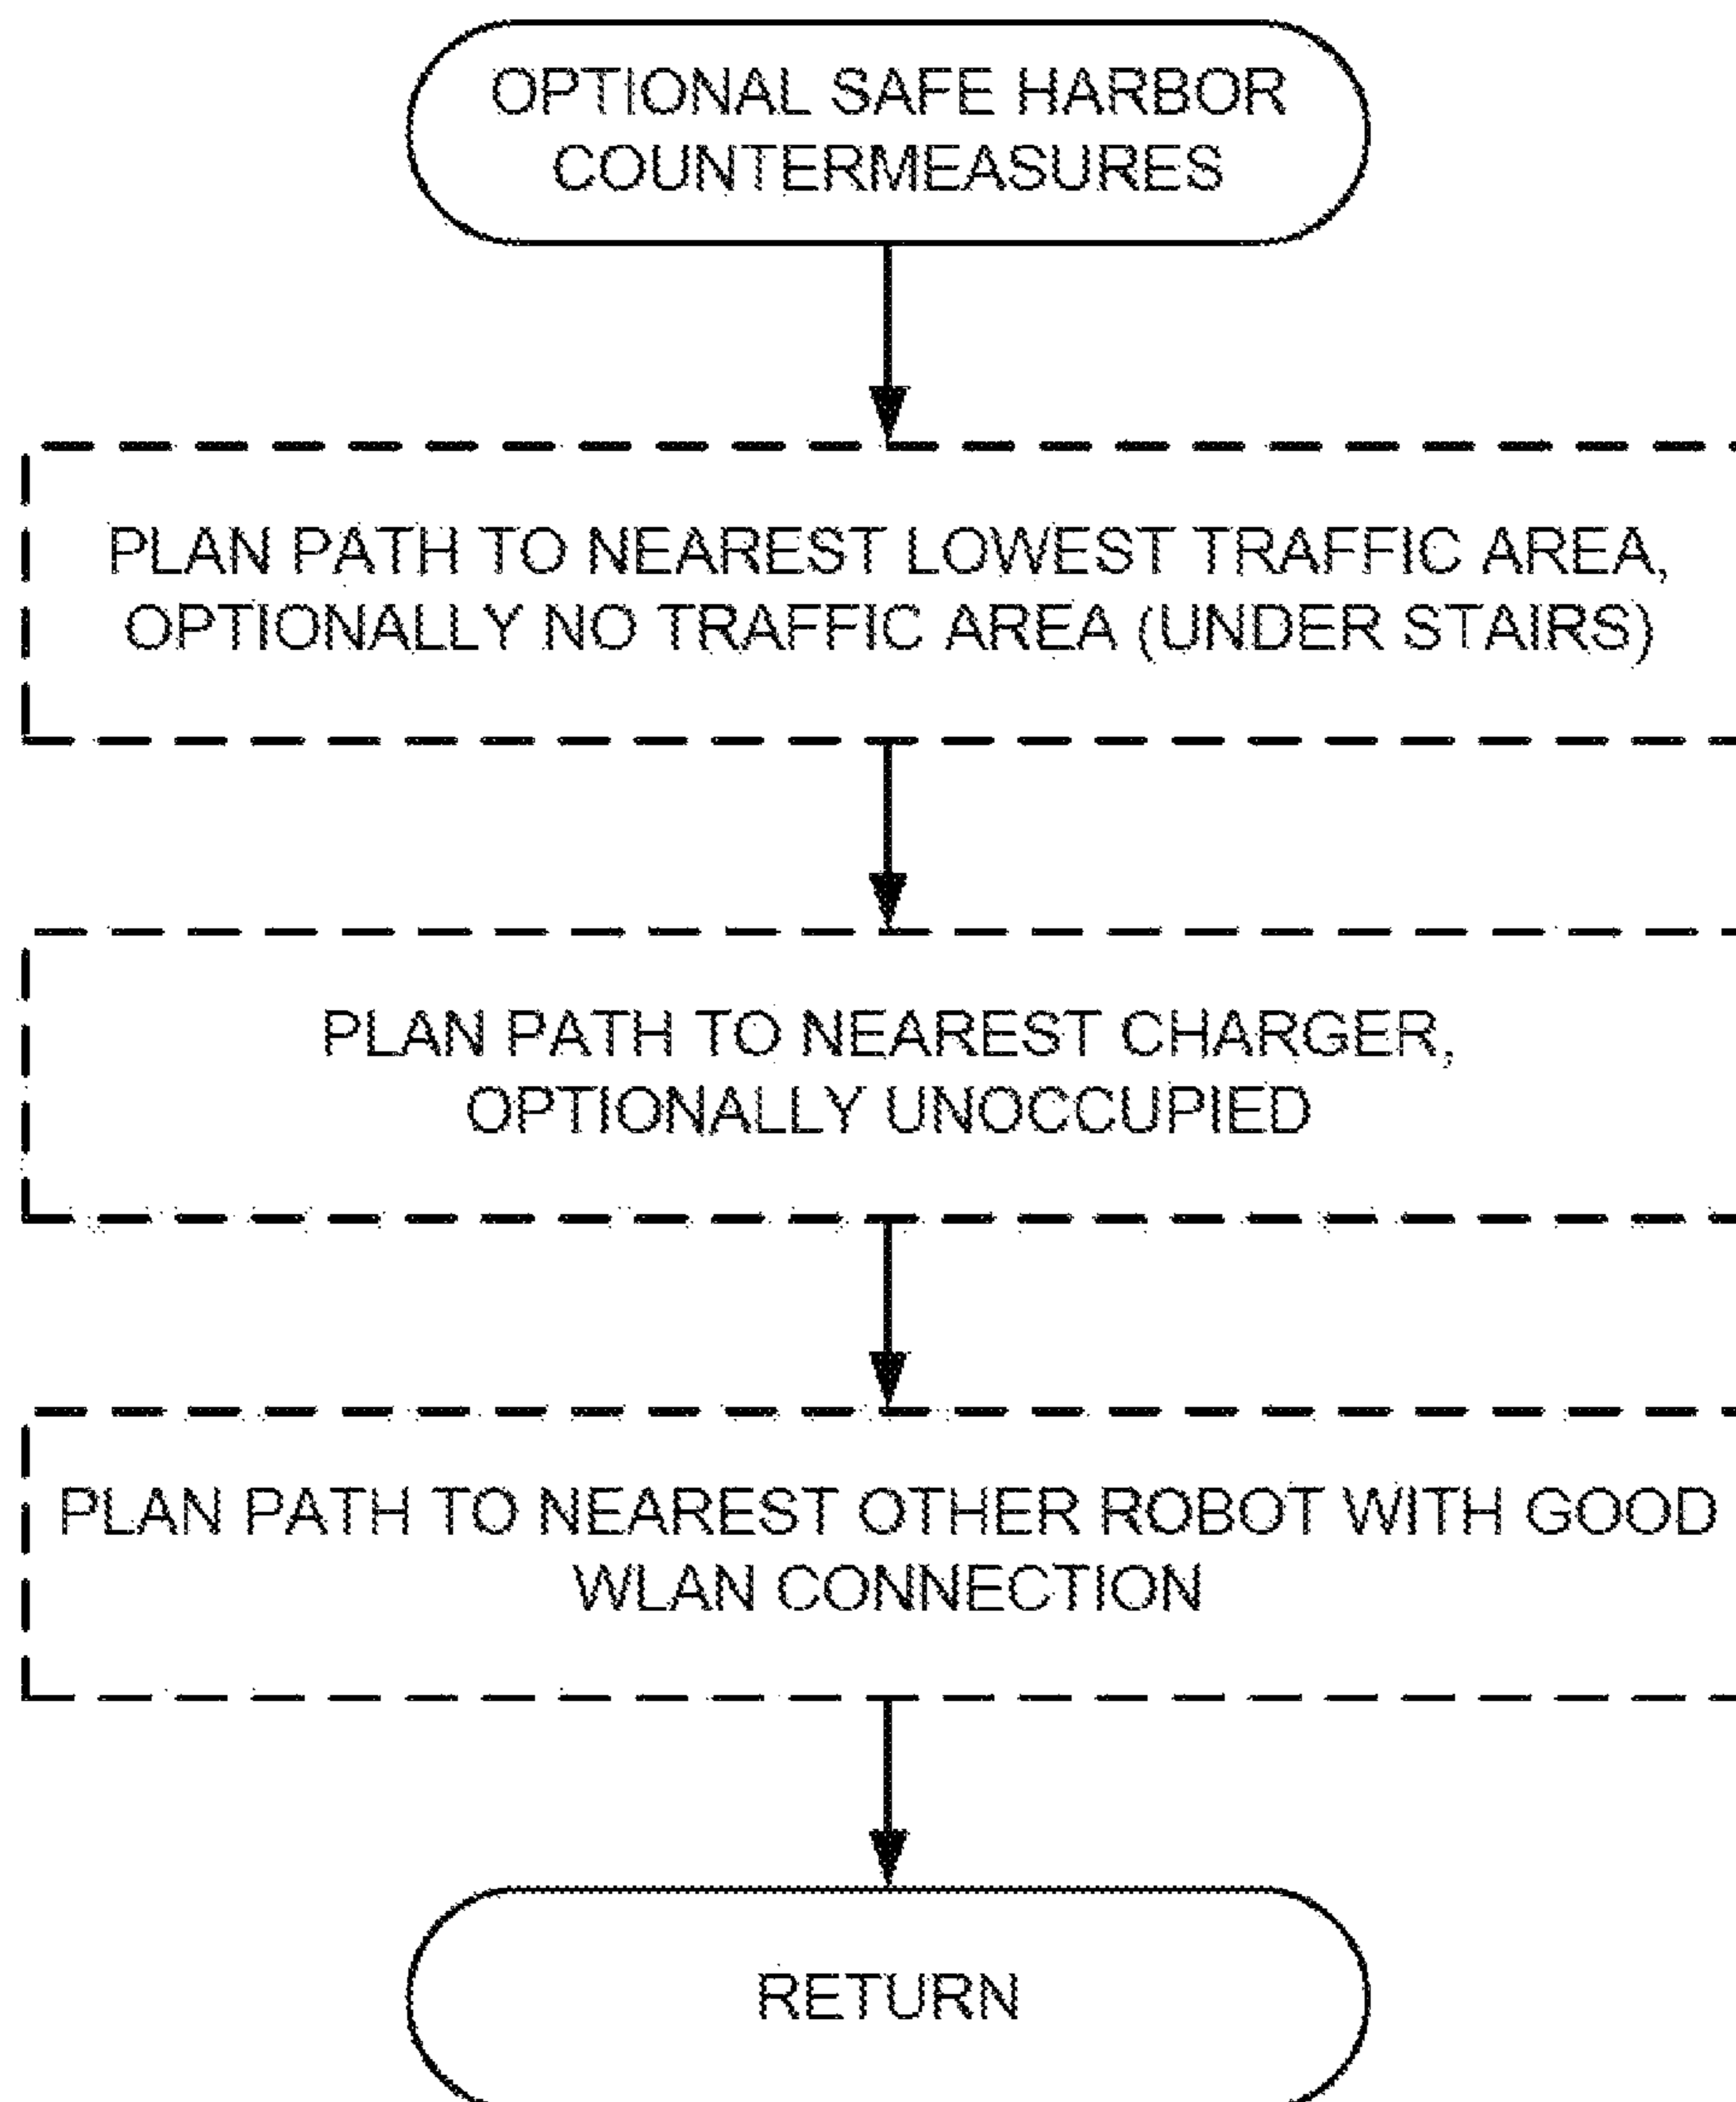 OPTIONAL SAFE HARBOR
COUNTERMEASURES
PLAN PATH TO NEAREST LOWEST TRAFFIC AREA,
OPTIONALLY NO TRAFFIC AREA (UNDER STAIRS)
PLAN PATH TO NEAREST CHARGER,
OPTIONALLY UNOCCUPIED
PLAN PATH TO NEAREST OTHER ROBOT WITH GOOD
WLAN CONNECTION
RETURN